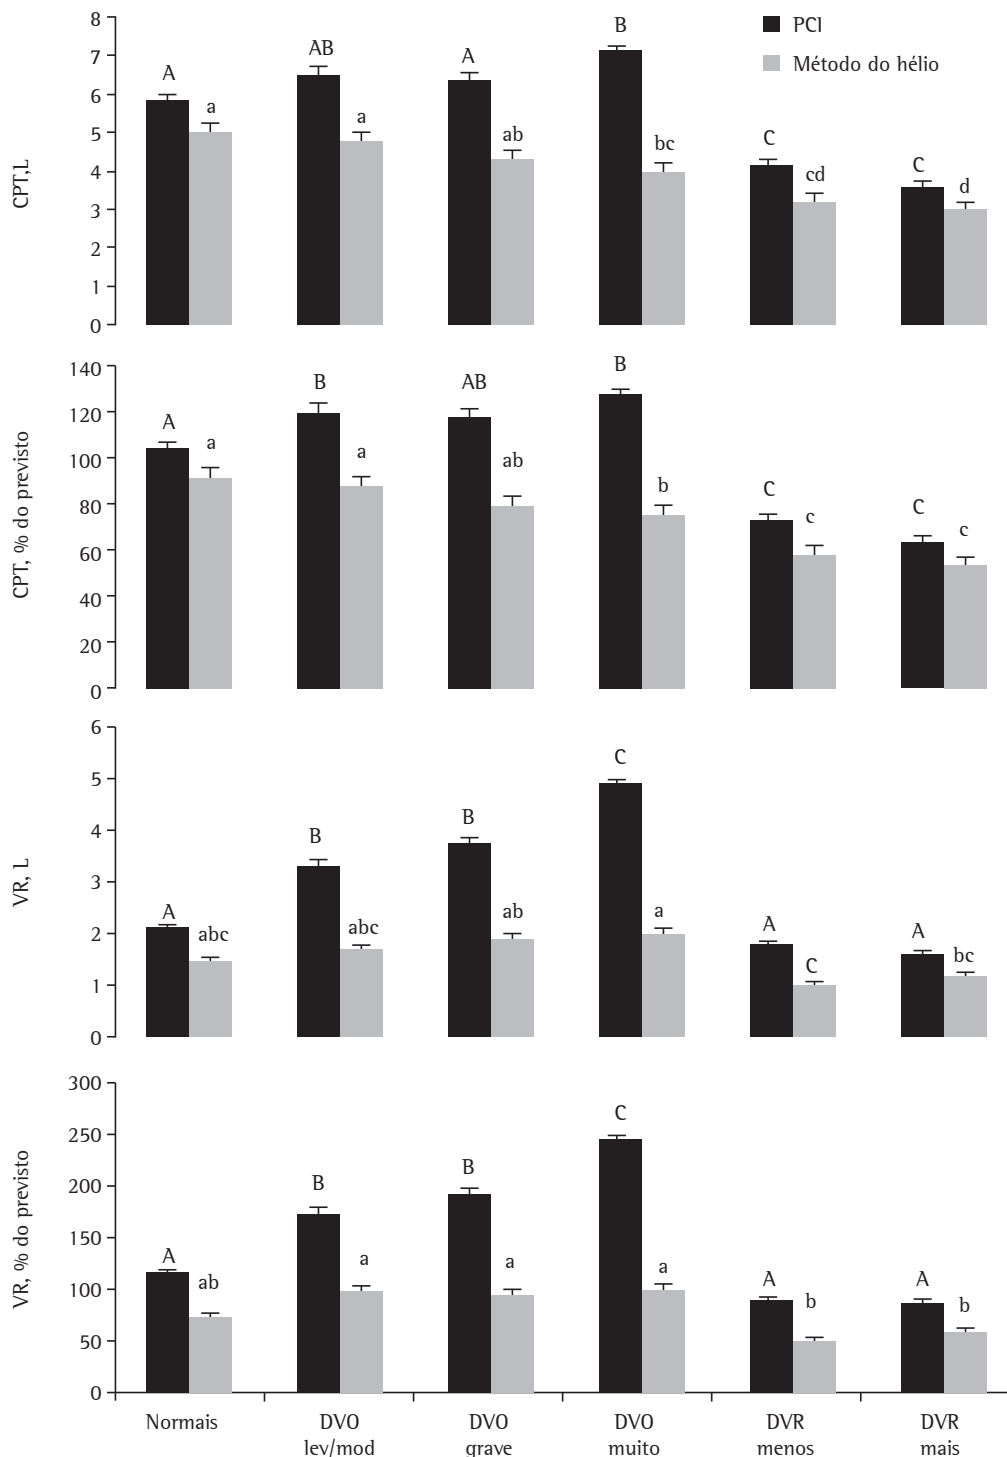 PCI
Método do hélio
CPT,L
8
7
6
5
4
3
2
1
0
A
a
AB
a
A
ab
B
bc
C
cd
C
d
CPT, % do previsto
140
120
100
80
60
40
20
0
A
a
B
a
AB
ab
B
b
C
c
C
c
VR, L
6
5
4
3
2
1
0
A
abc
B
abc
B
ab
C
a
A
C
A
bc
VR, % do previsto
300
250
200
150
100
50
0
A
ab
B
a
B
a
C
a
A
b
A
b
Normais
DVO
lev/mod
DVO
grave
DVO
muito
DVR
menos
DVR
mais